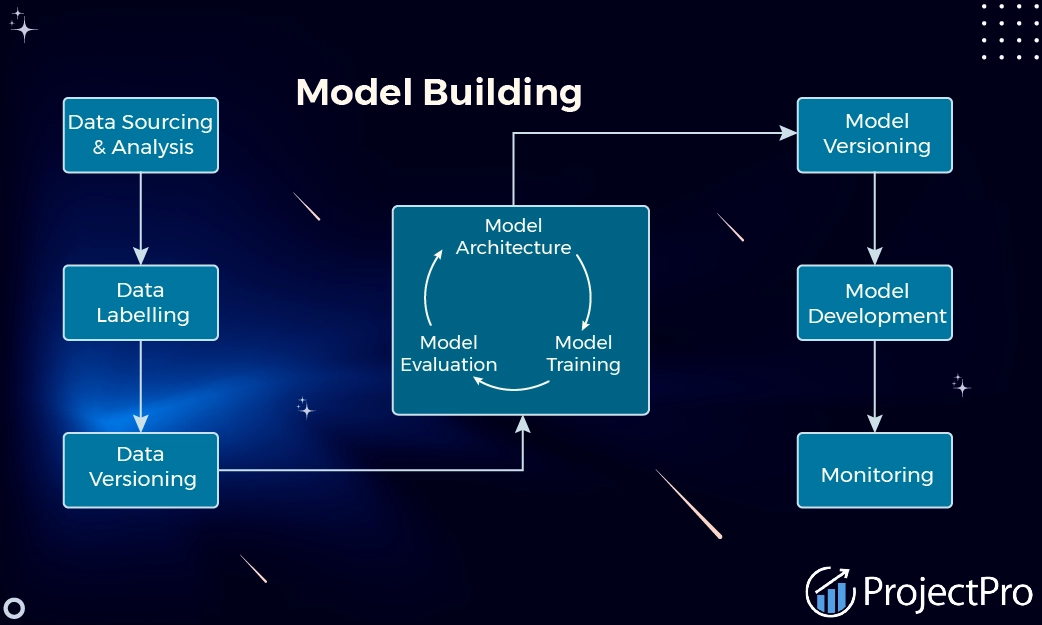 Model Building
Data Sourcing
& Analysis
Data
Labelling
Data
Versioning
Model
Architecture
Model
Training
Model
Evaluation
Model
Versioning
Model
Development
Monitoring
ProjectPro